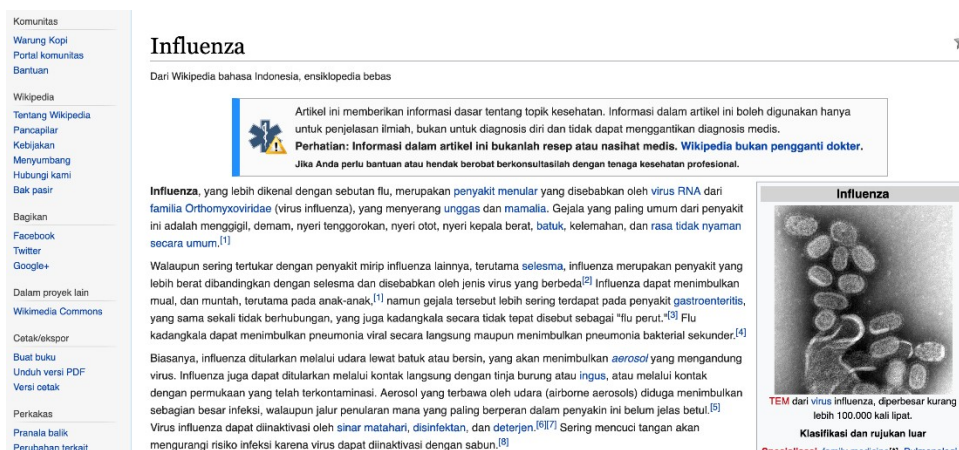 Komunitas
Warung Kopi
Portal komunitas
Bantuan
Wikipedia
Tentang Wikipedia
Pancapilar
Kebijakan
Menyumbang
Hubungi kami
Bak pasir
Bagikan
Facebook
Twitter
Google+
Dalam proyek lain
Wikimedia Commons
Cetak/ekspor
Buat buku
Unduh versi PDF
Versi cetak
Perkakas
Pranala balik
Perubahan terkait
Influenza
Dari Wikipedia bahasa Indonesia, ensiklopedia bebas
Artikel ini memberikan informasi dasar tentang topik kesehatan. Informasi dalam artikel ini boleh digunakan hanya
untuk penjelasan ilmiah, bukan untuk diagnosis diri dan tidak dapat menggantikan diagnosis medis.
Perhatian: Informasi dalam artikel ini bukanlah resep atau nasihat medis. Wikipedia bukan pengganti dokter.
Jika Anda perlu bantuan atau hendak berobat berkonsultasilah dengan tenaga kesehatan profesional.
Influenza, yang lebih dikenal dengan sebutan flu, merupakan penyakit menular yang disebabkan oleh virus RNA dari
familia Orthomyxoviridae (virus influenza), yang menyerang unggas dan mamalia. Gejala yang paling umum dari penyakit
ini adalah menggigil, demam, nyeri tenggorokan, nyeri otot, nyeri kepala berat, batuk, kelemahan, dan rasa tidak nyaman
secara umum.[1]
Walaupun sering tertukar dengan penyakit mirip influenza lainnya, terutama selesma, influenza merupakan penyakit yang
lebih berat dibandingkan dengan selesma dan disebabkan oleh jenis virus yang berbeda[2] Influenza dapat menimbulkan
mual, dan muntah, terutama pada anak-anak,[1] namun gejala tersebut lebih sering terdapat pada penyakit gastroenteritis,
yang sama sekali tidak berhubungan, yang juga kadangkala secara tidak tepat disebut sebagai "flu perut."[3] Flu
kadangkala dapat menimbulkan pneumonia viral secara langsung maupun menimbulkan pneumonia bakterial sekunder.[4]
Biasanya, influenza ditularkan melalui udara lewat batuk atau bersin, yang akan menimbulkan aerosol yang mengandung
virus. Influenza juga dapat ditularkan melalui kontak langsung dengan tinja burung atau ingus, atau melalui kontak
dengan permukaan yang telah terkontaminasi. Aerosol yang terbawa oleh udara (airborne aerosols) diduga menimbulkan
sebagian besar infeksi, walaupun jalur penularan mana yang paling berperan dalam penyakin ini belum jelas betul.[5]
Virus influenza dapat diinaktivasi oleh sinar matahari, disinfektan, dan deterjen.[6][7] Sering mencuci tangan akan
mengurangi risiko infeksi karena virus dapat diinaktivasi dengan sabun.[8]
Influenza
TEM dari virus influenza, diperbesar kurang
lebih 100.000 kali lipat.
Klasifikasi dan rujukan luar